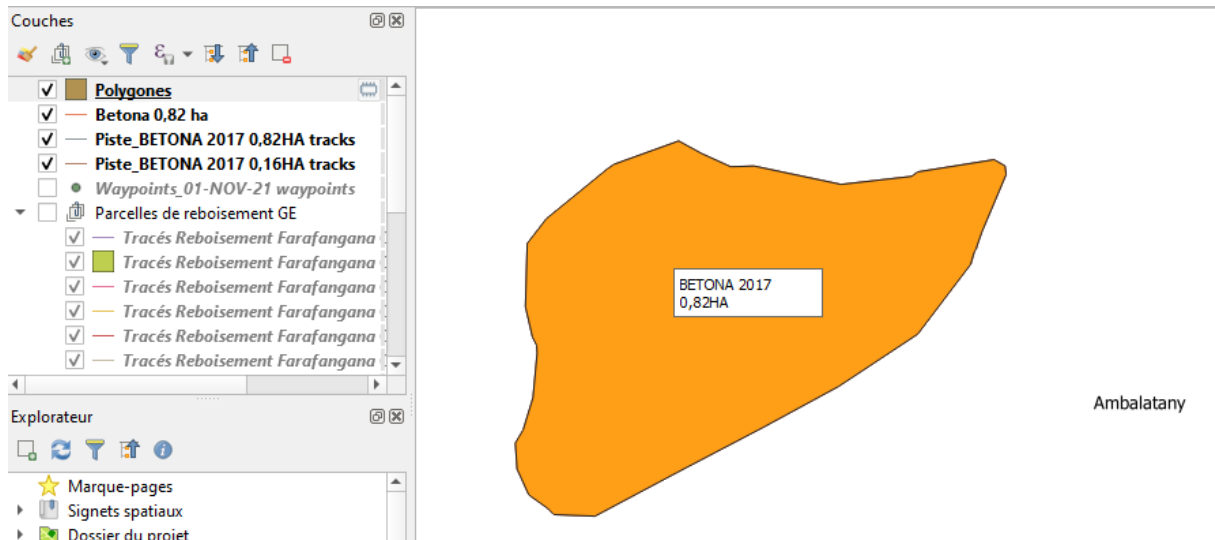 Couches
Polygones
Betona 0,82 ha
Piste_BETONA 2017 0,82HA tracks
Piste_BETONA 2017 0,16HA tracks
Waypoints_01-NOV-21 waypoints
Parcelles de reboisement GE
Tracés Reboisement Farafangana
Tracés Reboisement Farafangana
Tracés Reboisement Farafangana
Tracés Reboisement Farafangana
Tracés Reboisement Farafangana
Tracés Reboisement Farafangana
Explorateur
Marque-pages
Signets spatiaux
Dossier du projet
BETONA 2017
0,82HA
Ambalatany